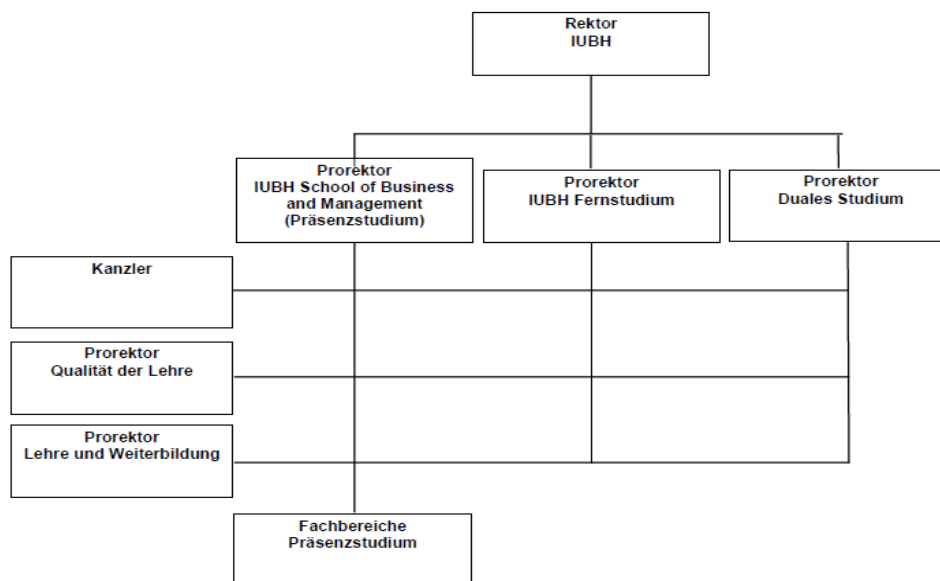 Rektor
IUBH
Prorektor
IUBH School of Business
and Management
(Präsenzstudium)
Prorektor
IUBH Fernstudium
Prorektor
Duales Studium
Kanzler
Prorektor
Qualität der Lehre
Prorektor
Lehre und Weiterbildung
Fachbereiche
Präsenzstudium